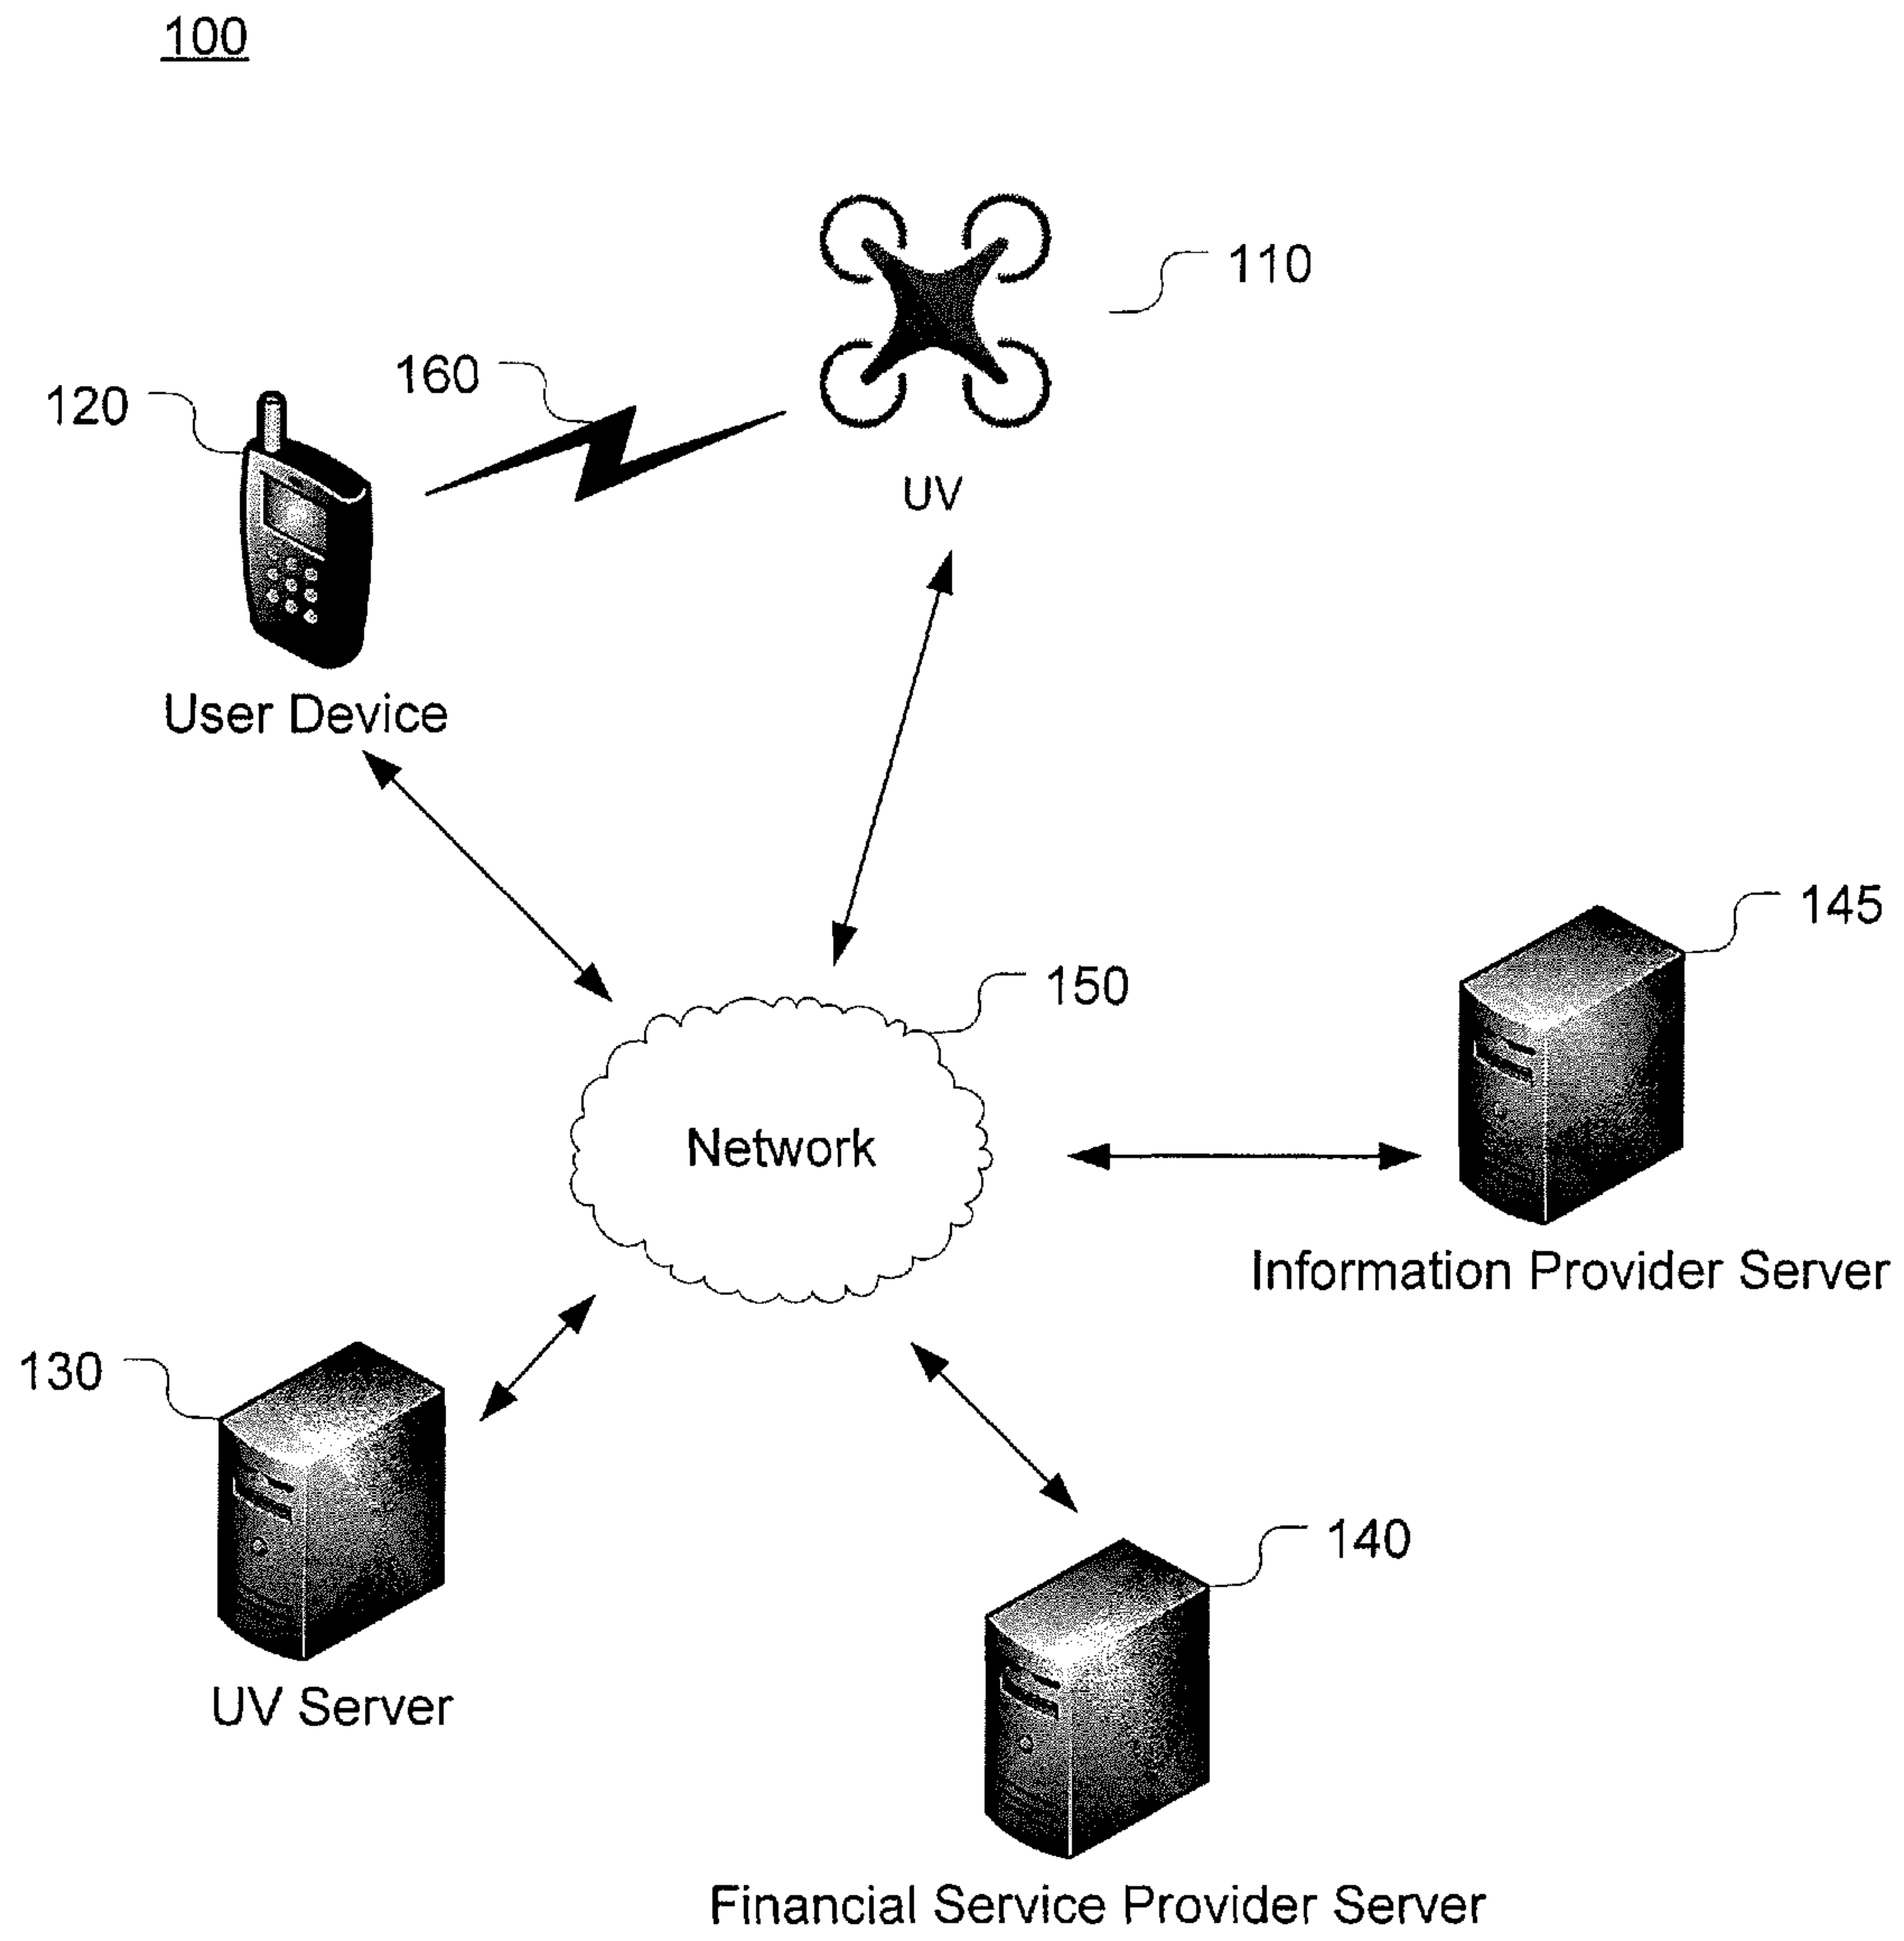 100
110
160
120
UV
User Device
145
150
Network
Information Provider Server
130
140
UV Server
Financial Service Provider Server